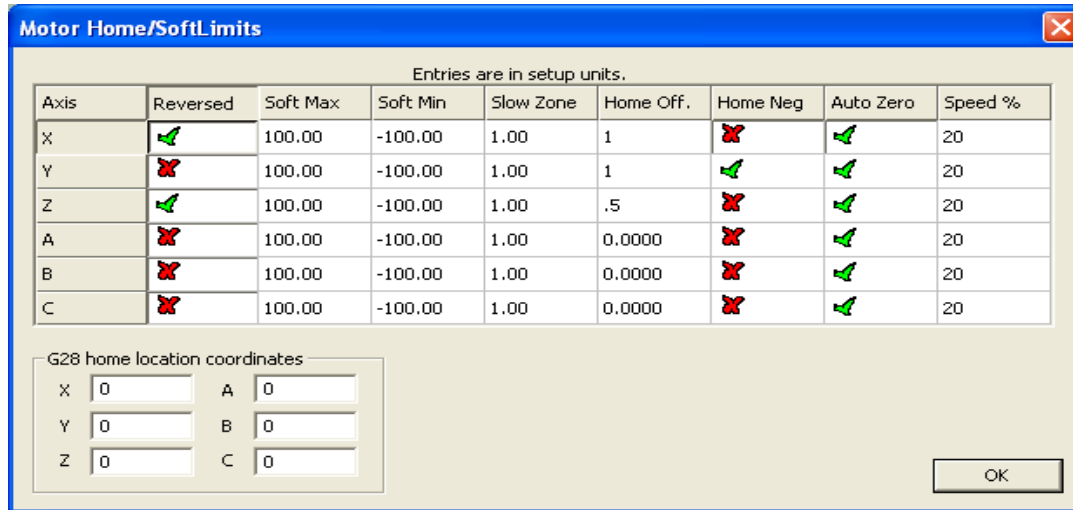 Motor Home/SoftLimits
Entries are in setup units.
Axis Reversed Soft Max Soft Min Slow Zone Home Off. Home Neg Auto Zero Speed %
X 100.00 -100.00 1.00 1 20
Y 100.00 -100.00 1.00 1 20
Z 100.00 -100.00 1.00 .5 20
A 100.00 -100.00 1.00 0.0000 20
B 100.00 -100.00 1.00 0.0000 20
C 100.00 -100.00 1.00 0.0000 20
G28 home location coordinates
X 0 A 0
Y 0 B 0
Z 0 C 0
OK